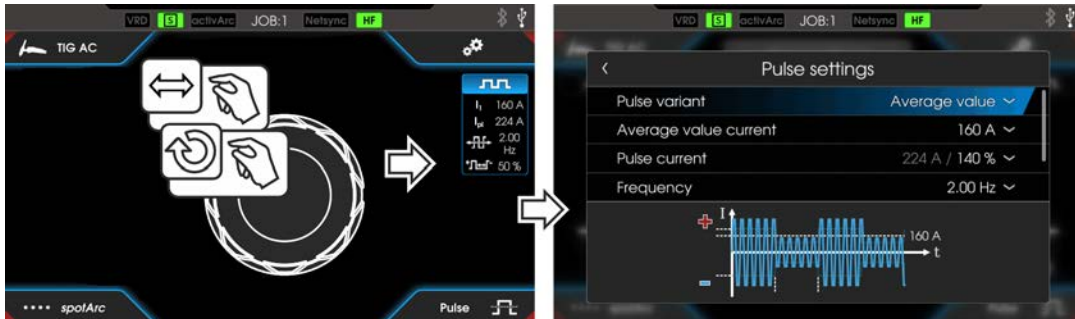 VRD S activArc JOB:1 Netsync HF
TIG AC
I1 160 A
Ipl 224 A
2.00
Hz
50 %
spotArc
Pulse
VRD S activArc JOB:1 Netsync HF
TIG AC
Pulse settings
Pulse variant Average value
Average value current 160 A
Pulse current 224 A / 140 %
Frequency 2.00 Hz
+ I
160 A
t
-